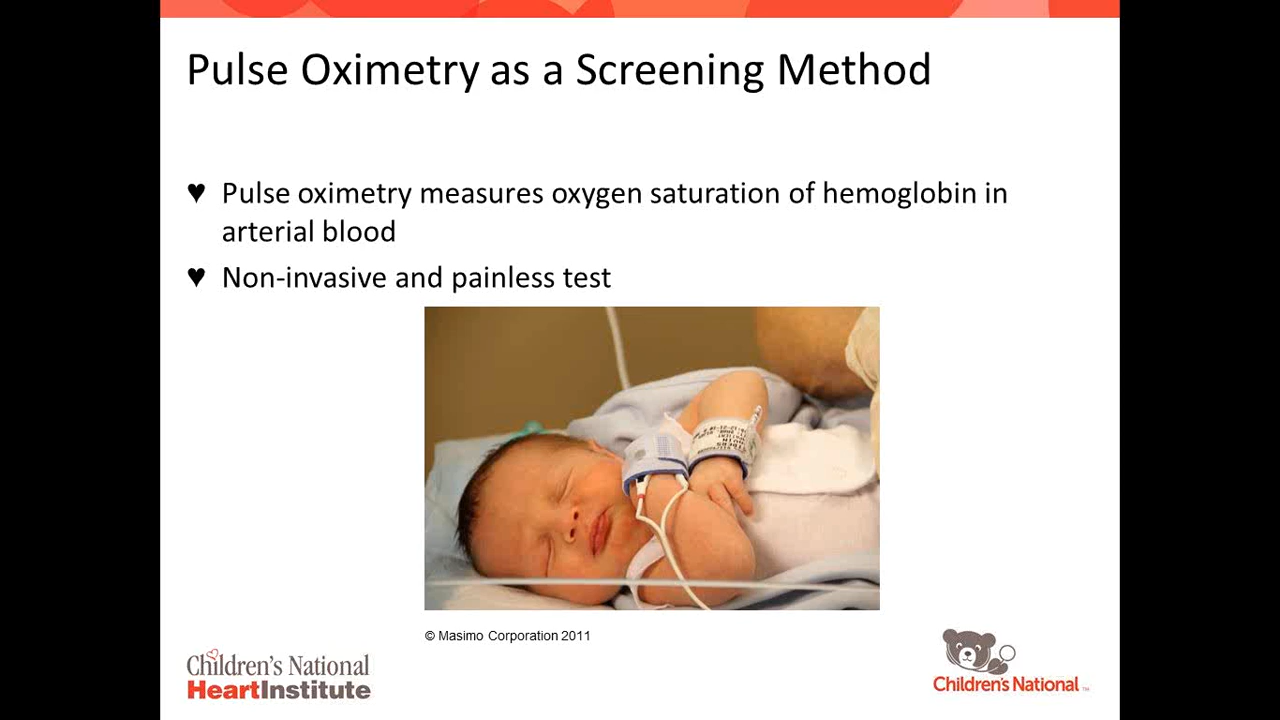 Pulse Oximetry as a Screening Method
♥ Pulse oximetry measures oxygen saturation of hemoglobin in
arterial blood
♥ Non-invasive and painless test
© Masimo Corporation 2011
Children's National
HeartInstitute
Children's National TM